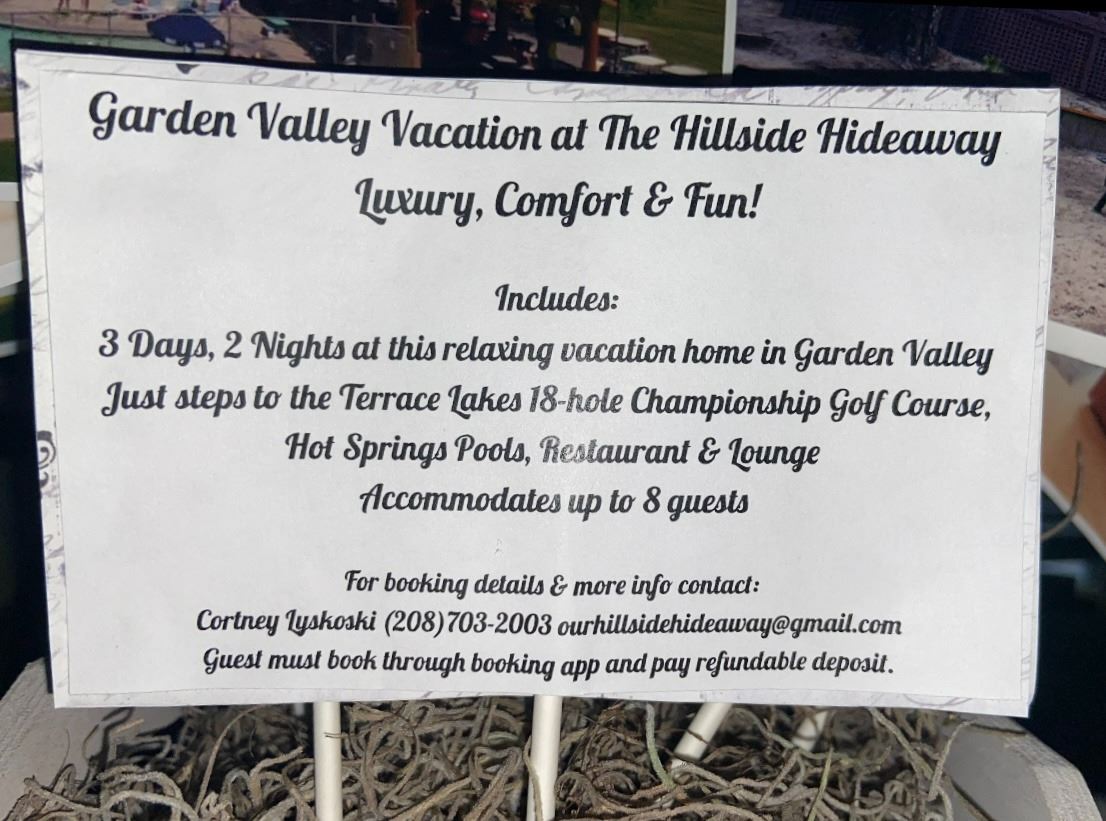 Garden Valley Vacation at The Hillside Hideaway
Luxury, Comfort & Fun!
Includes:
3 Days, 2 Nights at this relaxing vacation home in Garden Valley
Just steps to the Terrace Lakes 18-hole Championship Golf Course,
Hot Springs Pools, Restaurant & Lounge
Accommodates up to 8 guests
For booking details & more info contact:
Cortney Lyskoski (208)703-2003 ourhillsidehideaway@gmail.com
Guest must book through booking app and pay refundable deposit.